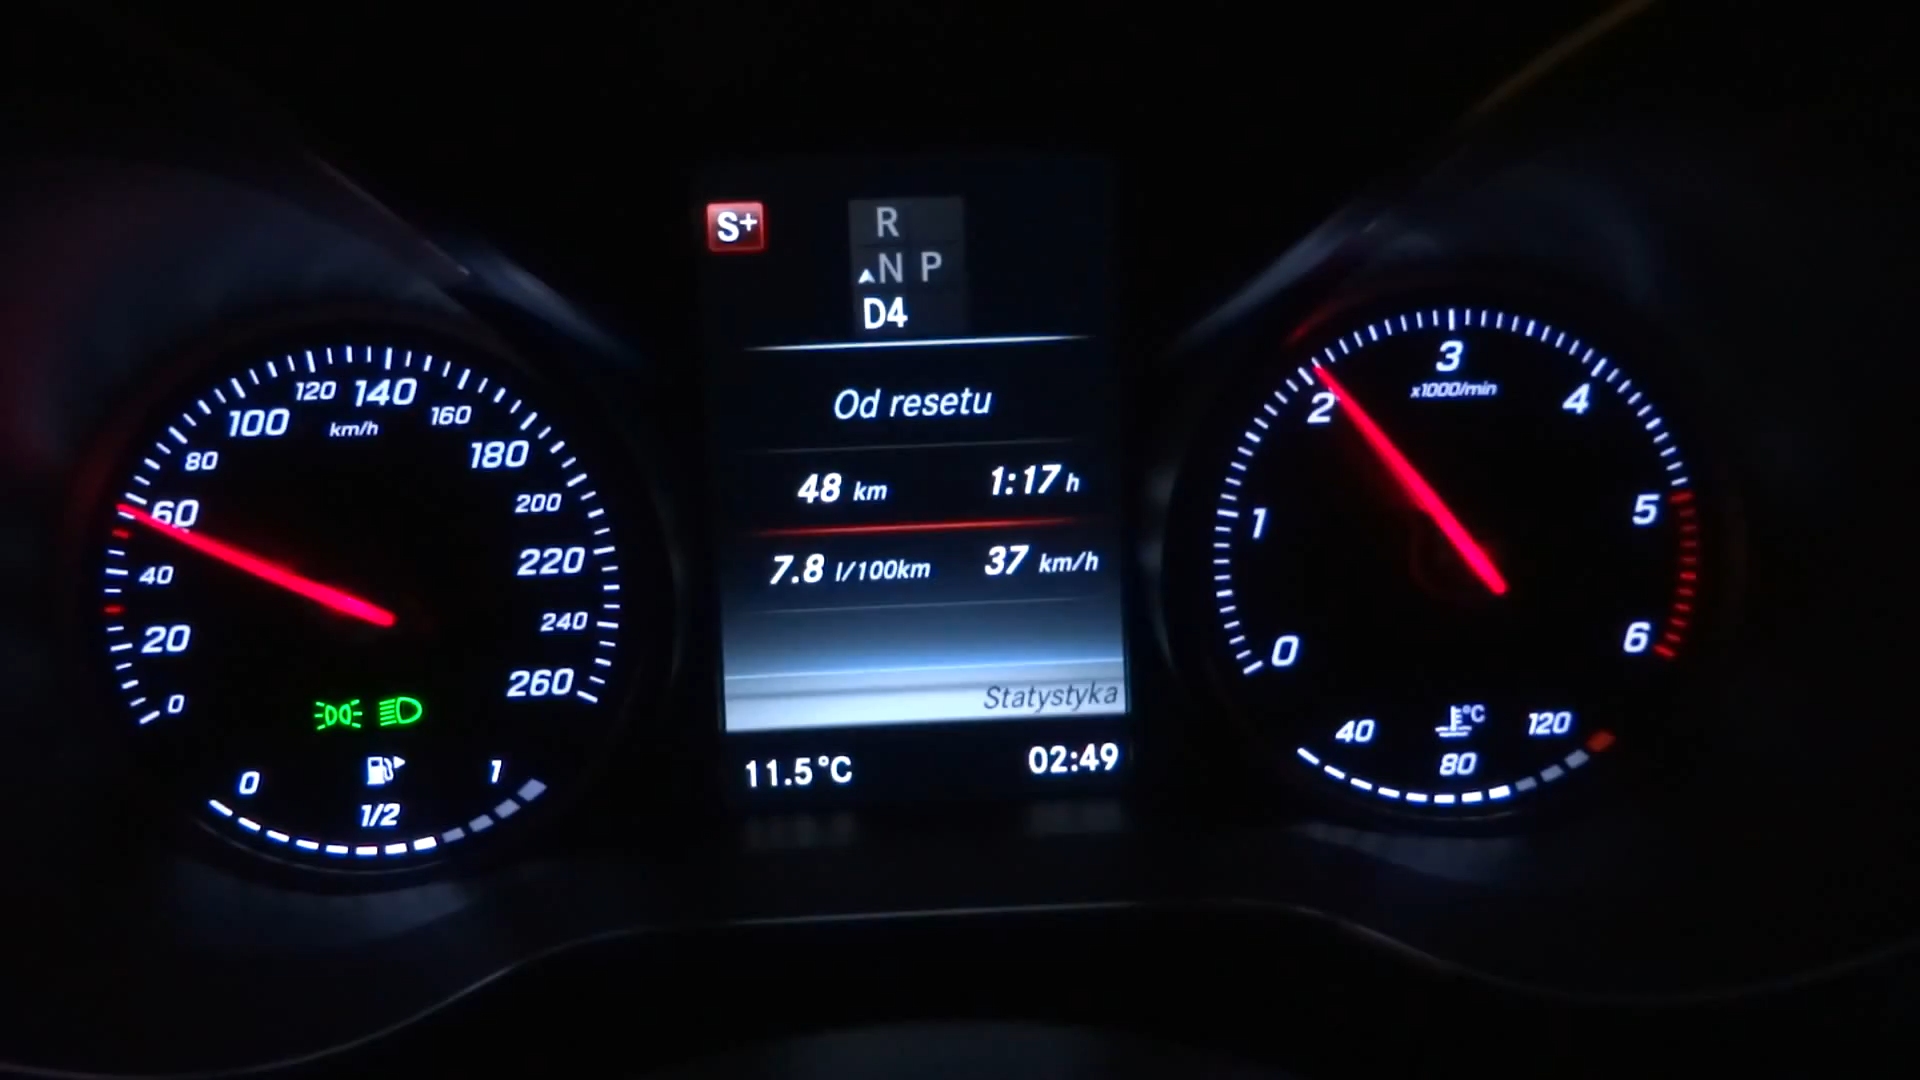 S+
R
N P
D4
Od resetu
48 km 1:17 h
7.8 l/100km 37 km/h
Statystyka
11.5°C 02:49
0
20
40
60
80
100
120
140
160
180
200
220
240
260
km/h
0 1/2 1
0
1
2
3
4
5
6
x1000/min
°C
40 80 120